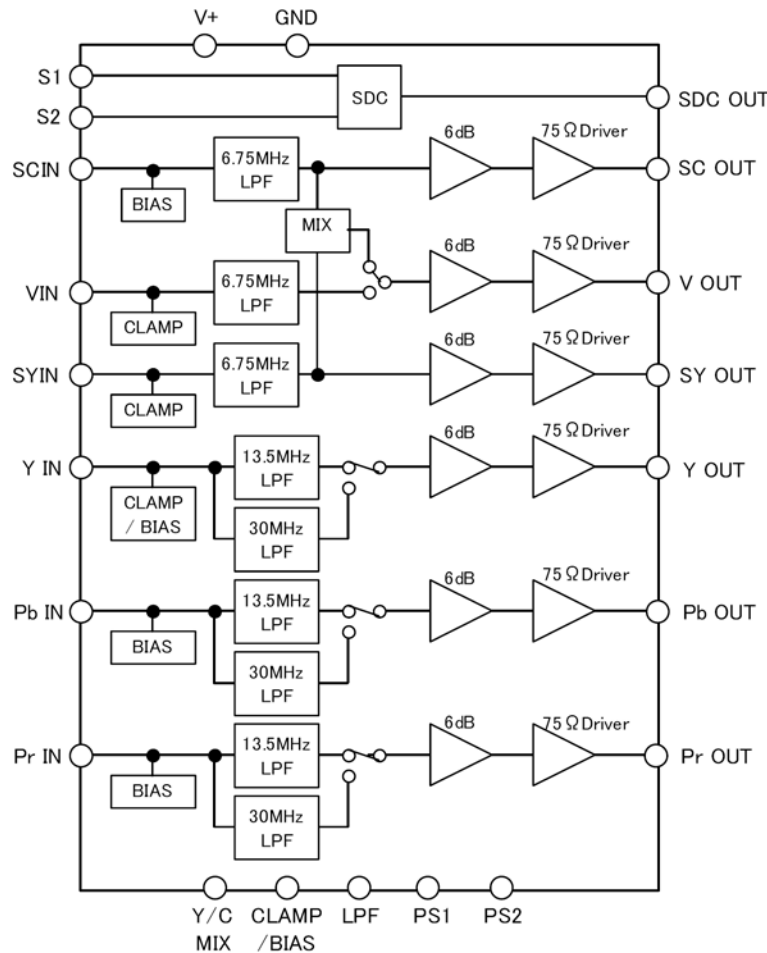 V+ GND
S1
SDC
SDC OUT
S2
6dB 75ΩDriver
SCIN
6.75MHz
LPF
SC OUT
BIAS
MIX
6dB 75ΩDriver
VIN
6.75MHz
LPF
V OUT
CLAMP
6dB 75ΩDriver
SYIN
6.75MHz
LPF
SY OUT
CLAMP
6dB 75ΩDriver
Y IN
13.5MHz
LPF
Y OUT
CLAMP
/ BIAS
30MHz
LPF
6dB 75ΩDriver
Pb IN
13.5MHz
LPF
Pb OUT
BIAS
30MHz
LPF
6dB 75ΩDriver
Pr IN
13.5MHz
LPF
Pr OUT
BIAS
30MHz
LPF
Y/C
MIX
CLAMP
/BIAS
LPF
PS1
PS2